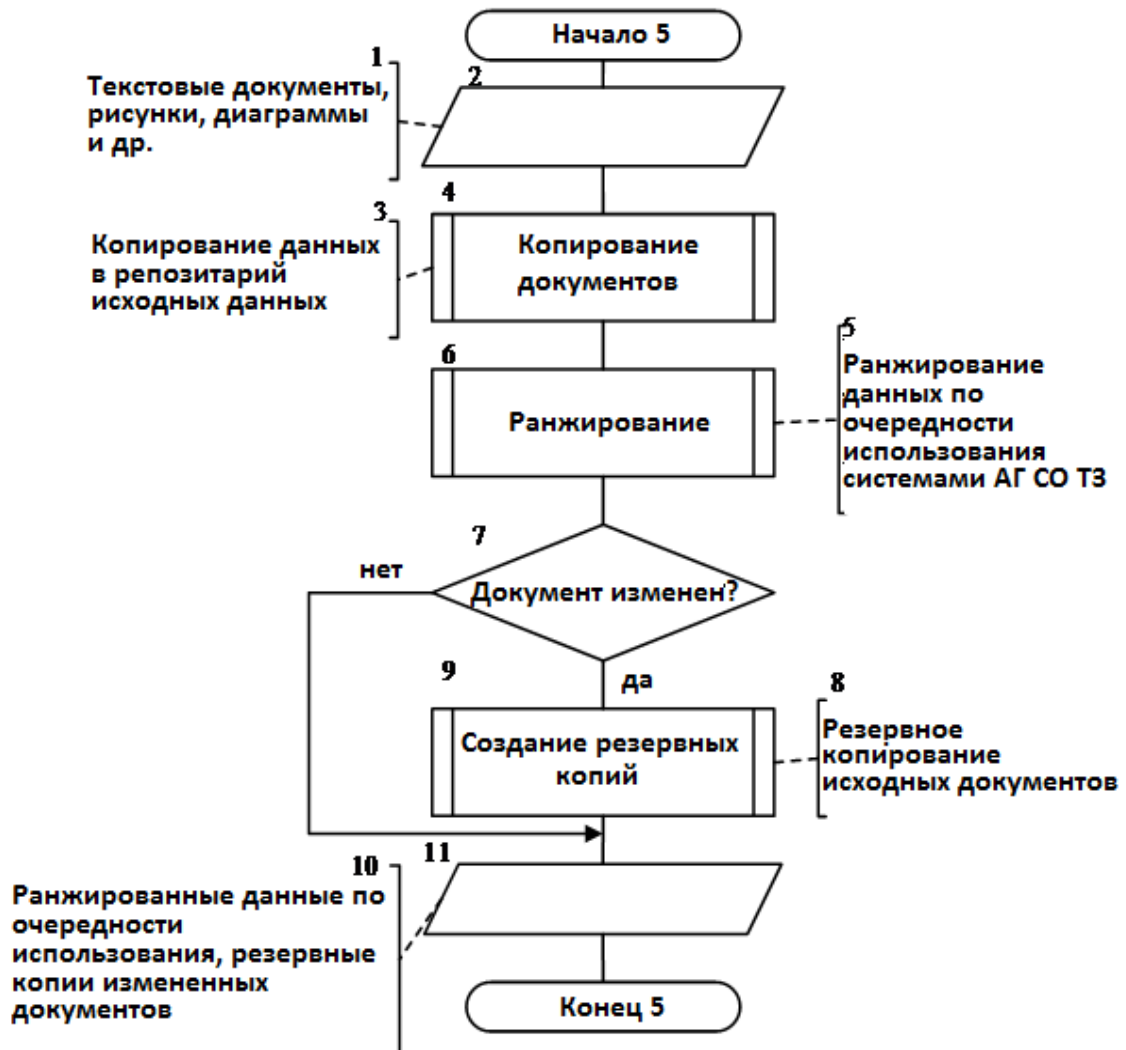 Начало 5
1
Текстовые документы,
рисунки, диаграммы
и др.
2
3
Копирование данных
в репозитарий
исходных данных
4
Копирование
документов
5
Ранжирование
данных по
очередности
использования
системами АГ СО ТЗ
6
Ранжирование
7
Документ изменен?
нет
да
8
Резервное
копирование
исходных документов
9
Создание резервных
копий
10
Ранжированные данные по
очередности
использования, резервные
копии измененных
документов
11
Конец 5